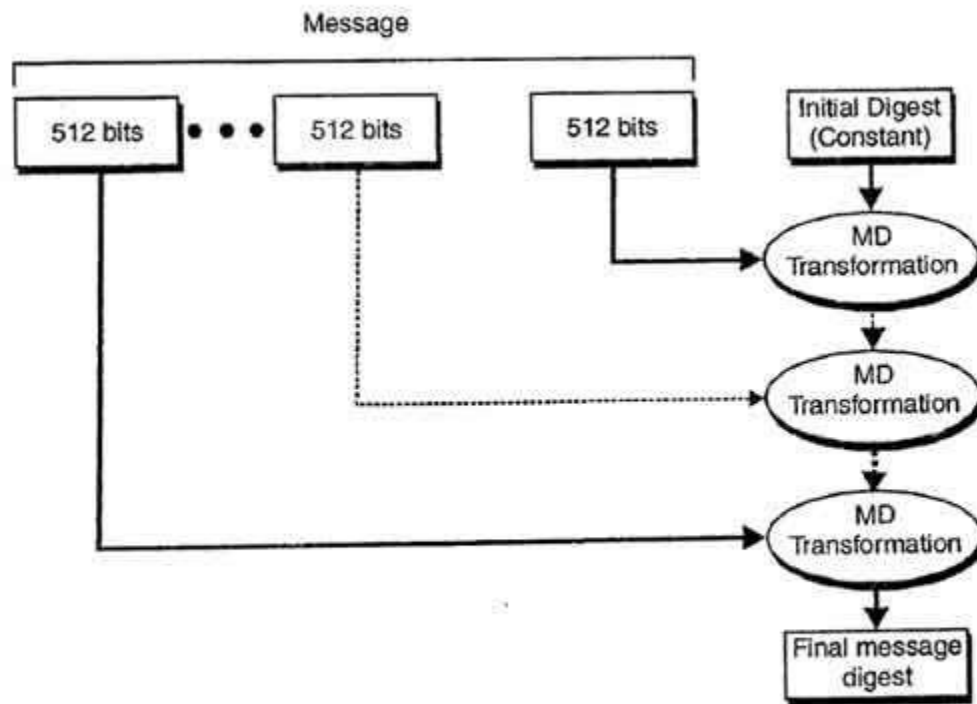 Message
512 bits
512 bits
512 bits
Initial Digest
(Constant)
MD
Transformation
MD
Transformation
MD
Transformation
Final message
digest